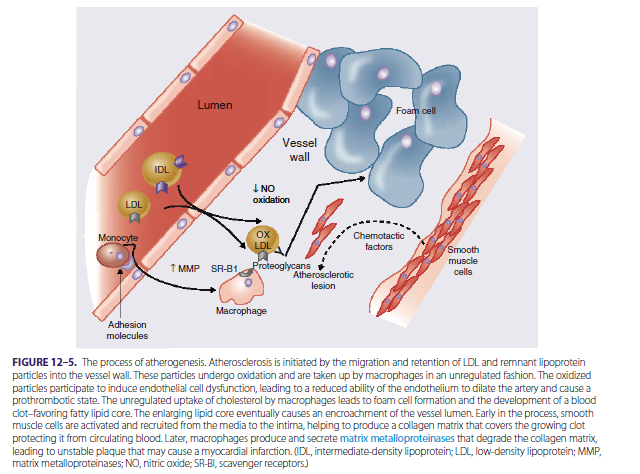 Lumen
Foam cell
Vessel
wall
IDL
↓NO
oxidation
LDL
OX
LDL
Monocyte
Chemotactic
factors
Smooth
muscle
cells
↑MMP
SR-B1
Proteoglycans
Atherosclerotic
lesion
Macrophage
Adhesion
molecules
FIGURE 12–5. The process of atherogenesis. Atherosclerosis is initiated by the migration and retention of LDL and remnant lipoprotein
particles into the vessel wall. These particles undergo oxidation and are taken up by macrophages in an unregulated fashion. The oxidized
particles participate to induce endothelial cell dysfunction, leading to a reduced ability of the endothelium to dilate the artery and cause a
prothrombotic state. The unregulated uptake of cholesterol by macrophages leads to foam cell formation and the development of a blood
clot–favoring fatty lipid core. The enlarging lipid core eventually causes an encroachment of the vessel lumen. Early in the process, smooth
muscle cells are activated and recruited from the media to the intima, helping to produce a collagen matrix that covers the growing clot
protecting it from circulating blood. Later, macrophages produce and secrete matrix metalloproteinases that degrade the collagen matrix,
leading to unstable plaque that may cause a myocardial infarction. (IDL, intermediate-density lipoprotein; LDL, low-density lipoprotein; MMP,
matrix metalloproteinases; NO, nitric oxide; SR-BI, scavenger receptors.)